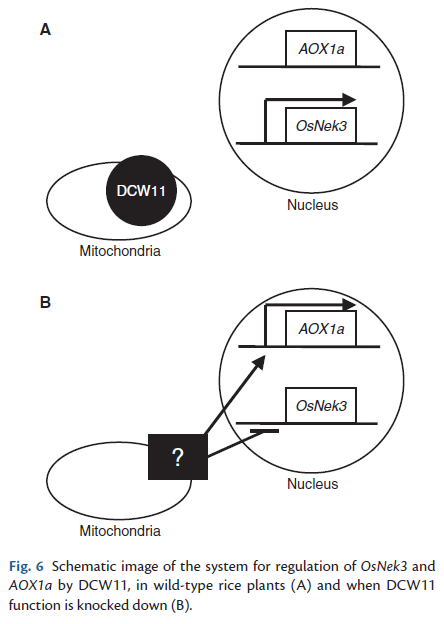 A
AOX1a
OsNek3
Nucleus
DCW11
Mitochondria
B
AOX1a
OsNek3
Nucleus
?
Mitochondria
Fig. 6 Schematic image of the system for regulation of OsNek3 and
AOX1a by DCW11, in wild-type rice plants (A) and when DCW11
function is knocked down (B).